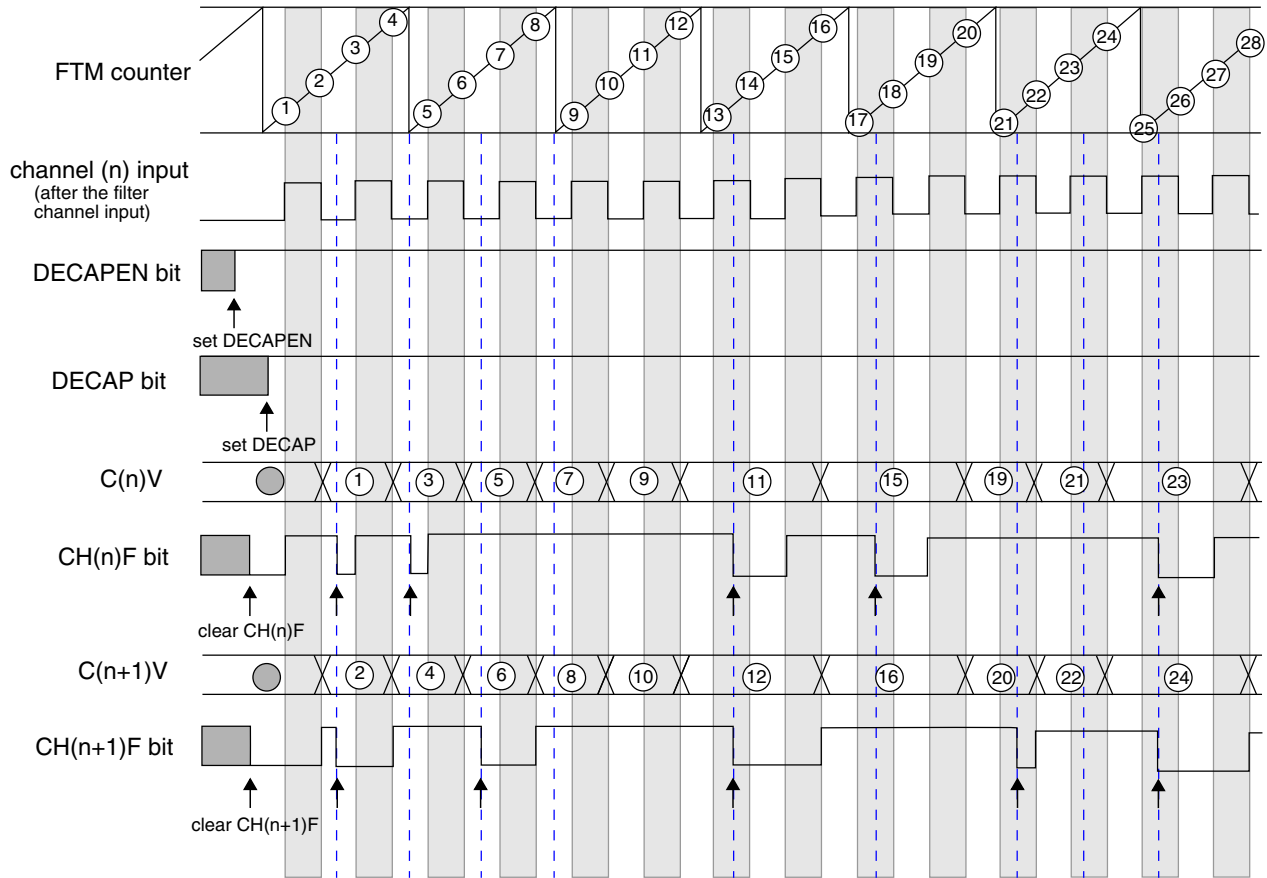 FTM counter
1 2 3 4 5 6 7 8 9 10 11 12 13 14 15 16 17 18 19 20 21 22 23 24 25 26 27 28
channel (n) input
(after the filter
channel input)
DECAPEN bit
set DECAPEN
DECAP bit
set DECAP
C(n)V
1 3 5 7 9 11 15 19 21 23
CH(n)F bit
clear CH(n)F
C(n+1)V
2 4 6 8 10 12 16 20 22 24
CH(n+1)F bit
clear CH(n+1)F